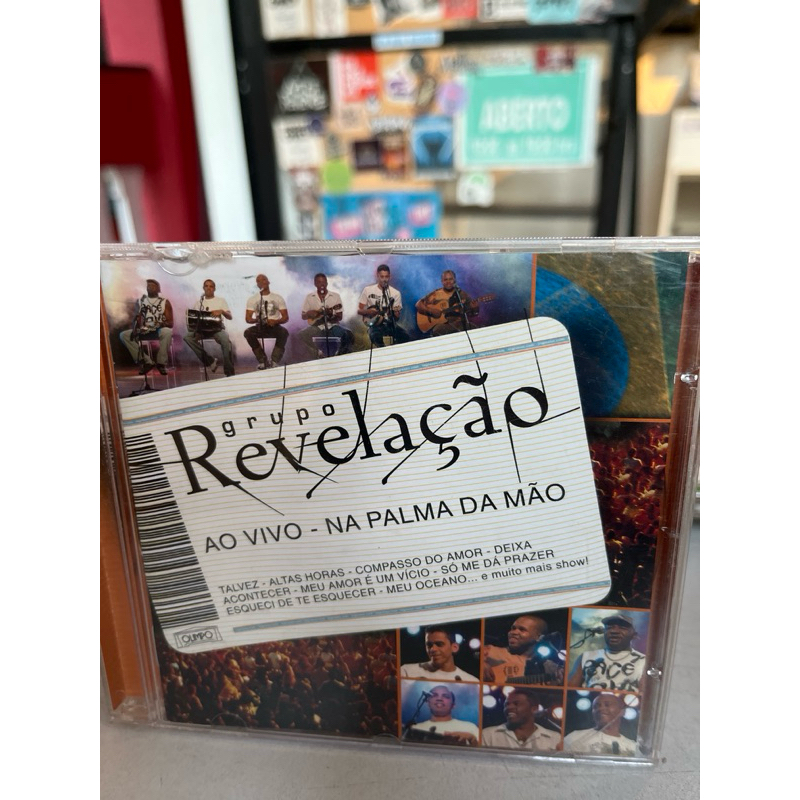 ABERTO
grupo
Revelação
AO VIVO - NA PALMA DA MÃO
TALVEZ - ALTAS HORAS - COMPASSO DO AMOR - DEIXA
ACONTECER - MEU AMOR É UM VÍCIO - SÓ ME DÁ PRAZER
ESQUECI DE TE ESQUECER - MEU OCEANO... e muito mais show!
OLIMPO